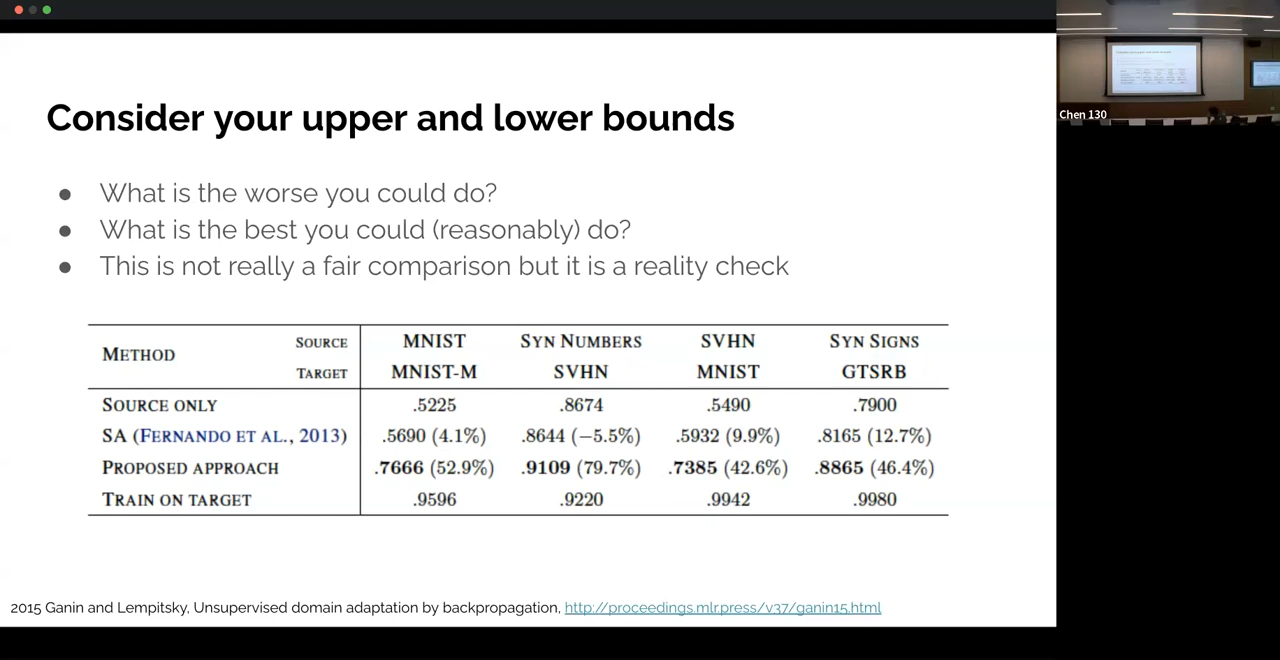 Consider your upper and lower bounds
● What is the worse you could do?
● What is the best you could (reasonably) do?
● This is not really a fair comparison but it is a reality check
METHOD SOURCE MNIST SYN NUMBERS SVHN SYN SIGNS
TARGET MNIST-M SVHN MNIST GTSRB
SOURCE ONLY .5225 .8674 .5490 .7900
SA (FERNANDO ET AL., 2013) .5690 (4.1%) .8644 (−5.5%) .5932 (9.9%) .8165 (12.7%)
PROPOSED APPROACH .7666 (52.9%) .9109 (79.7%) .7385 (42.6%) .8865 (46.4%)
TRAIN ON TARGET .9596 .9220 .9942 .9980
2015 Ganin and Lempitsky, Unsupervised domain adaptation by backpropagation, http://proceedings.mlr.press/v37/ganin15.html
Chen 130